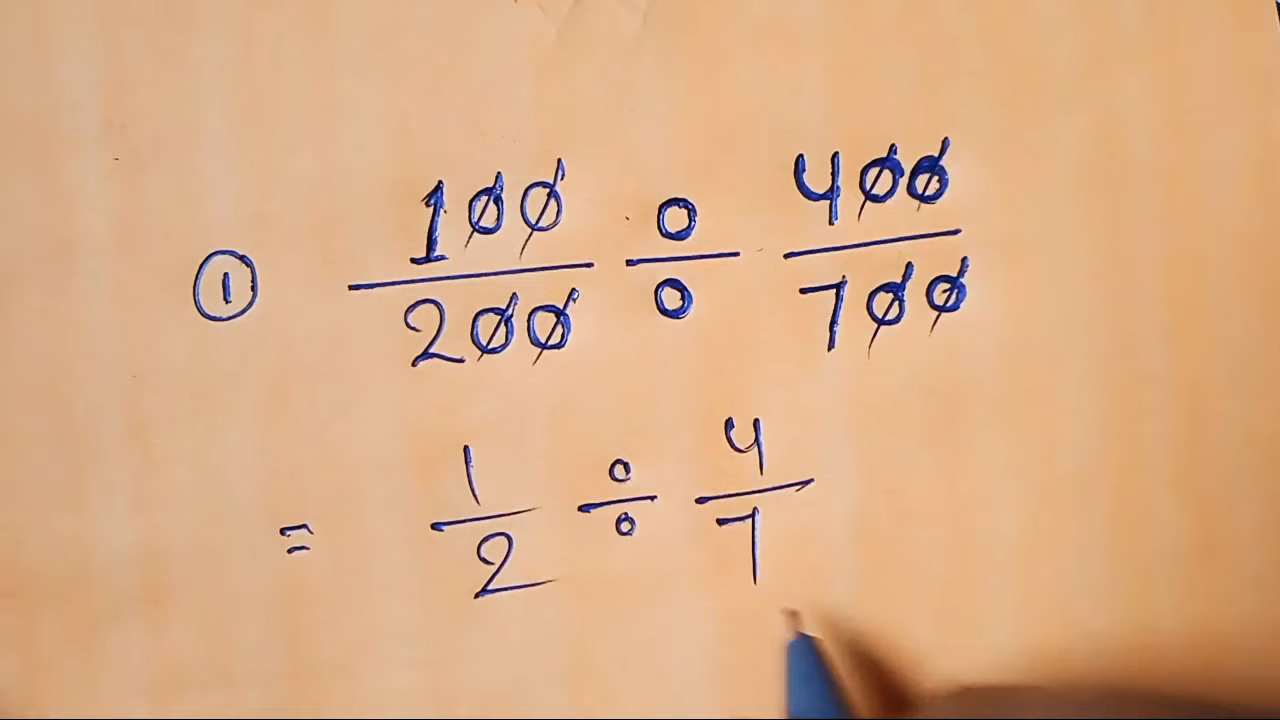 ① 100/200 ÷ 400/700
= 1/2 ÷ 4/7